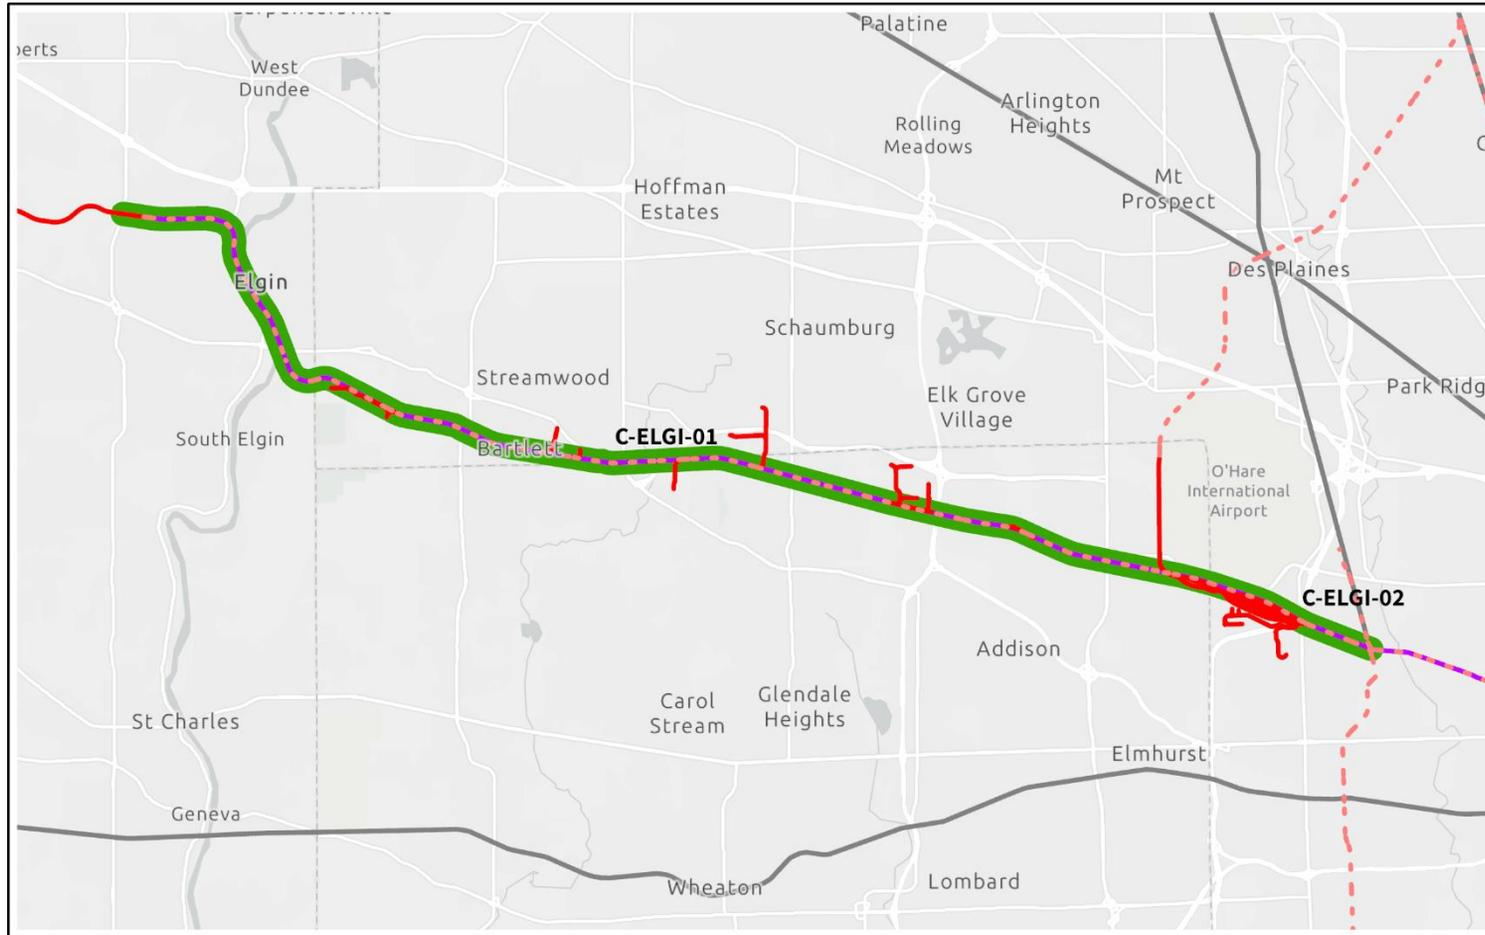 Palatine
West
Dundee
Arlington
Heights
Rolling
Meadows
Mt
Prospect
Hoffman
Estates
Des Plaines
Elgin
Schaumburg
Streamwood
Elk Grove
Village
Park Ridg
South Elgin
Bartlett
C-ELGI-01
O'Hare
International
Airport
C-ELGI-02
Addison
Carol
Stream
Glendale
Heights
St Charles
Elmhurst
Geneva
Wheaton
Lombard